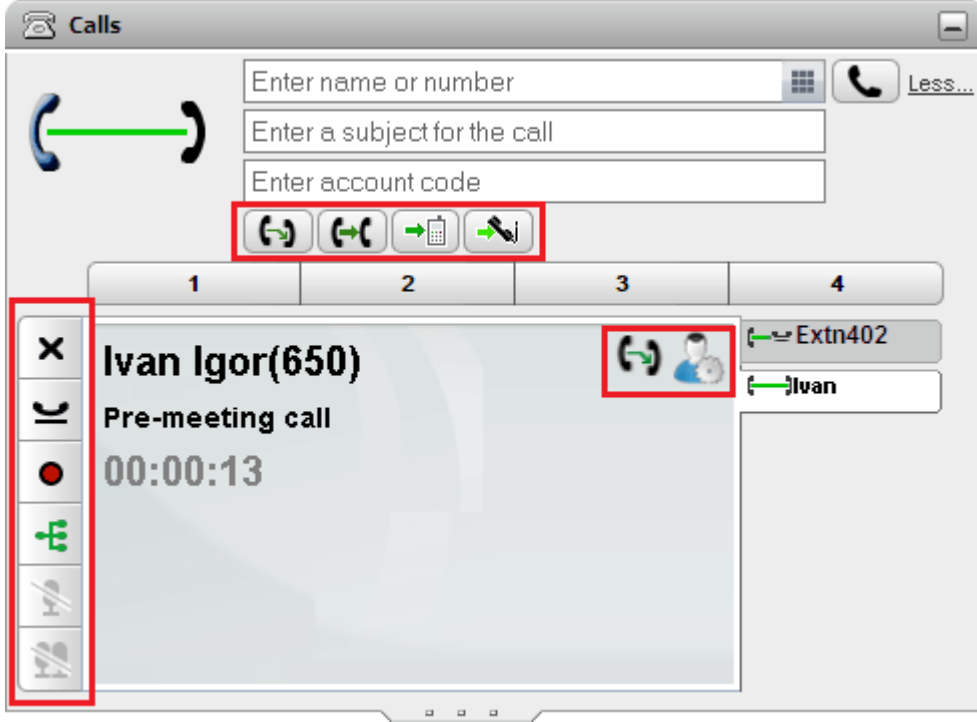 Calls
Enter name or number
Less...
Enter a subject for the call
Enter account code
1 2 3 4
Ivan Igor(650)
Extn402
Ivan
Pre-meeting call
00:00:13